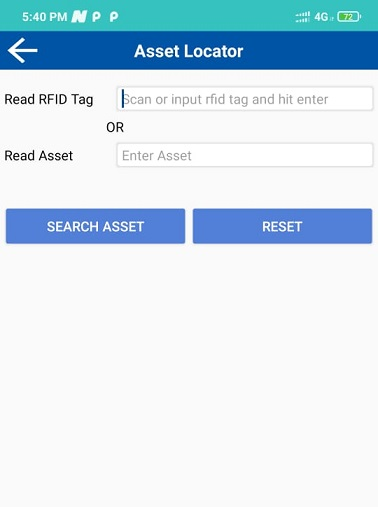 5:40 PM N P P 4G 72
Asset Locator
Read RFID Tag Scan or input rfid tag and hit enter
OR
Read Asset Enter Asset
SEARCH ASSET RESET